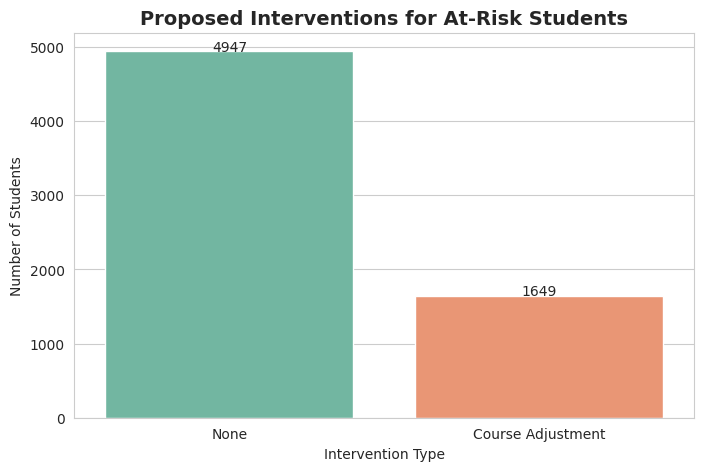 Proposed Interventions for At-Risk Students
Number of Students
5000
4000
3000
2000
1000
0
4947
1649
None
Course Adjustment
Intervention Type